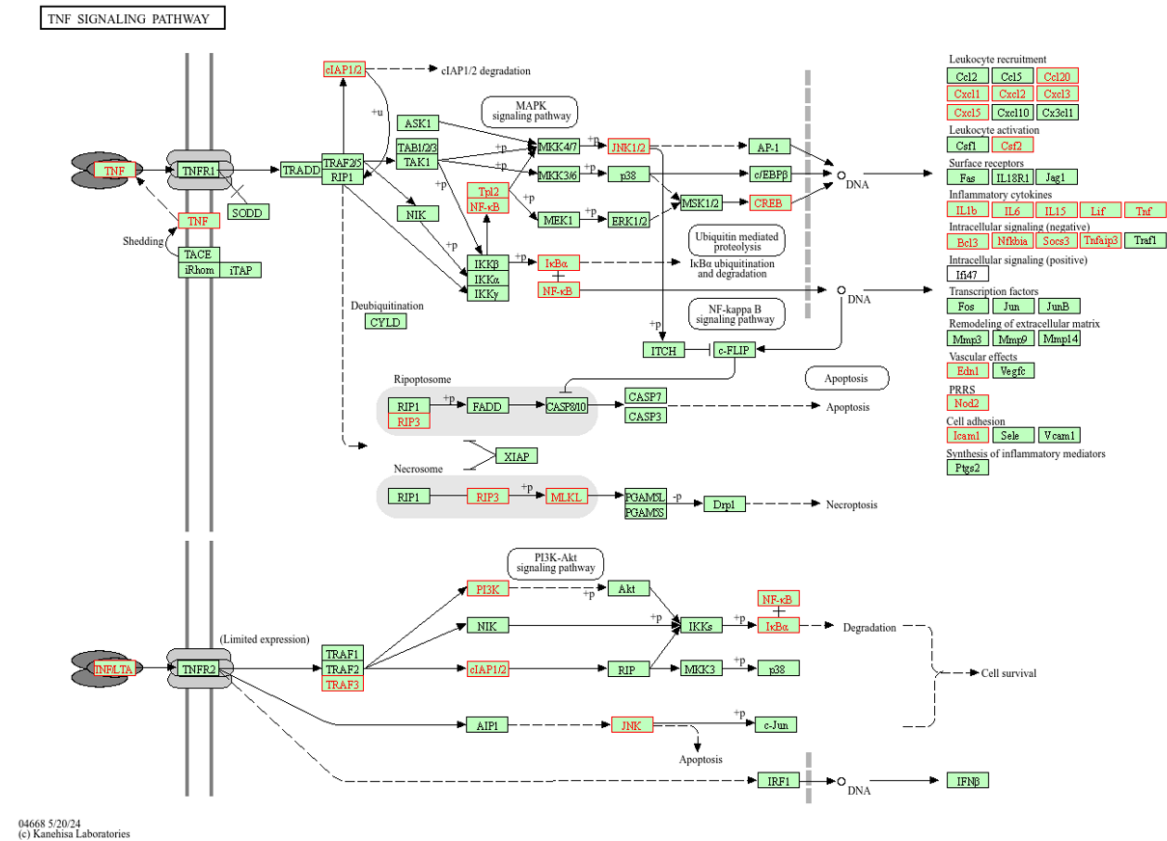 TNF SIGNALING PATHWAY
cIAP1/2
cIAP1/2 degradation
+u
MAPK
signaling pathway
ASK1
TAB1/2/3
TAK1
+p
+p
+p
MKK4/7
+p
JNK1/2
AP-1
TNF
TNFR1
TRADD
TRAF2/5
RIP1
MKK3/6
p38
c/EBPβ
DNA
Tpl2
NF-κB
MSK1/2
CREB
SODD
NIK
MEK1
ERK1/2
TNF
Shedding
TACE
iRhom
iTAP
+p
Ubiquitin mediated
proteolysis
IKKβ
IKKα
IKKγ
+p
IκBα
NF-κB
IκBα ubiquitination
and degradation
DNA
Deubiquitination
CYLD
NF-kappa B
signaling pathway
+p
ITCH
c-FLIP
Ripoptosome
RIP1
RIP3
+p
FADD
CASP8/10
CASP7
CASP3
Apoptosis
Apoptosis
XIAP
Necrosome
RIP1
RIP3
+p
MLKL
PGAM5L
PGAM5S
-p
Drp1
Necroptosis
Leukocyte recruitment
Ccl2 Ccl5 Ccl20
Cxcl1 Cxcl2 Cxcl3
Cxcl5 Cxcl10 Cx3cl1
Leukocyte activation
Csf1 Csf2
Surface receptors
Fas IL18R1 Jag1
Inflammatory cytokines
IL1b IL6 IL15 Lif Tnf
Intracellular signaling (negative)
Bcl3 Nfkbia Socs3 Tnfaip3 Traf1
Intracellular signaling (positive)
Ifi47
Transcription factors
Fos Jun JunB
Remodeling of extracellular matrix
Mmp3 Mmp9 Mmp14
Vascular effects
Edn1 Vegfc
PRRS
Nod2
Cell adhesion
Icam1 Sele Vcam1
Synthesis of inflammatory mediators
Ptgs2
PI3K-Akt
signaling pathway
PI3K
+p
Akt
NF-κB
NIK
+p
IKKs
+p
IκBα
Degradation
(Limited expression)
TNF/LTA
TNFR2
TRAF1
TRAF2
TRAF3
cIAP1/2
RIP
MKK3
+p
p38
Cell survival
AIP1
JNK
+p
c-Jun
Apoptosis
IRF1
DNA
IFNβ
04668 5/20/24
(c) Kanehisa Laboratories